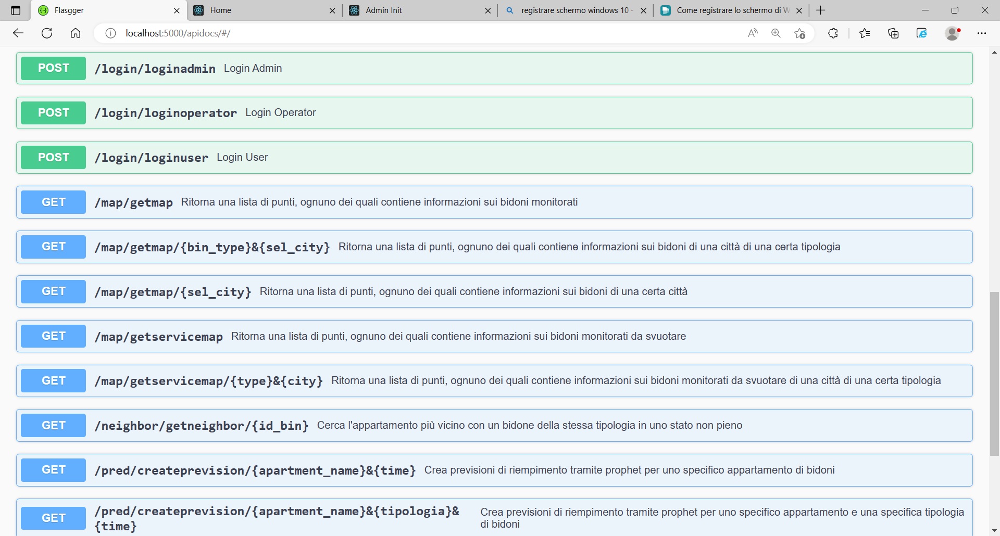 Flasgger
Home
Admin Init
registrare schermo windows 10 -
Come registrare lo schermo di W
localhost:5000/apidocs/#/
POST /login/loginadmin Login Admin
POST /login/loginoperator Login Operator
POST /login/loginuser Login User
GET /map/getmap Ritorna una lista di punti, ognuno dei quali contiene informazioni sui bidoni monitorati
GET /map/getmap/{bin_type}&{sel_city} Ritorna una lista di punti, ognuno dei quali contiene informazioni sui bidoni di una città di una certa tipologia
GET /map/getmap/{sel_city} Ritorna una lista di punti, ognuno dei quali contiene informazioni sui bidoni di una certa città
GET /map/getservicemap Ritorna una lista di punti, ognuno dei quali contiene informazioni sui bidoni monitorati da svuotare
GET /map/getservicemap/{type}&{city} Ritorna una lista di punti, ognuno dei quali contiene informazioni sui bidoni monitorati da svuotare di una città di una certa tipologia
GET /neighbor/getneighbor/{id_bin} Cerca l'appartamento più vicino con un bidone della stessa tipologia in uno stato non pieno
GET /pred/createprevision/{apartment_name}&{time} Crea previsioni di riempimento tramite prophet per uno specifico appartamento di bidoni
GET /pred/createprevision/{apartment_name}&{tipologia}&
{time}
Crea previsioni di riempimento tramite prophet per uno specifico appartamento e una specifica tipologia
di bidoni